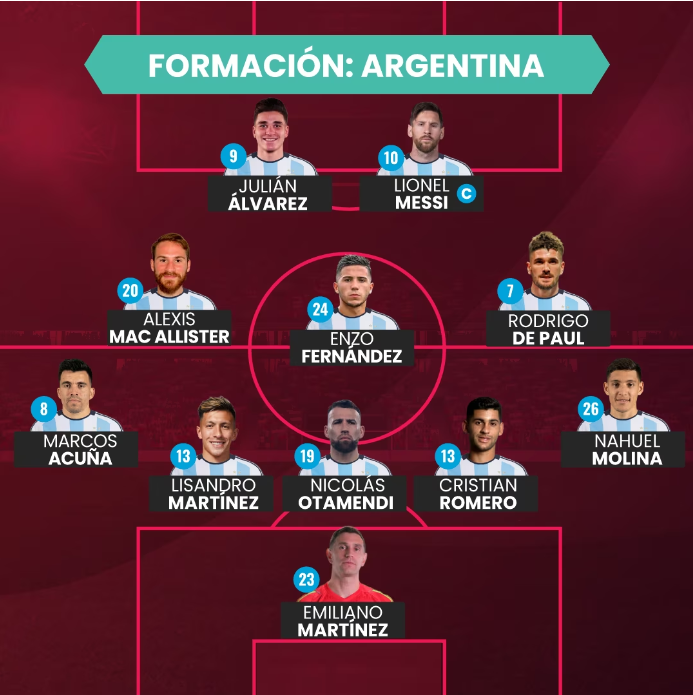 FORMACIÓN: ARGENTINA
9
JULIÁN
ÁLVAREZ
10
LIONEL
MESSI C
20
ALEXIS
MAC ALLISTER
24
ENZO
FERNÁNDEZ
7
RODRIGO
DE PAUL
8
MARCOS
ACUÑA
13
LISANDRO
MARTÍNEZ
19
NICOLÁS
OTAMENDI
13
CRISTIAN
ROMERO
26
NAHUEL
MOLINA
23
EMILIANO
MARTÍNEZ